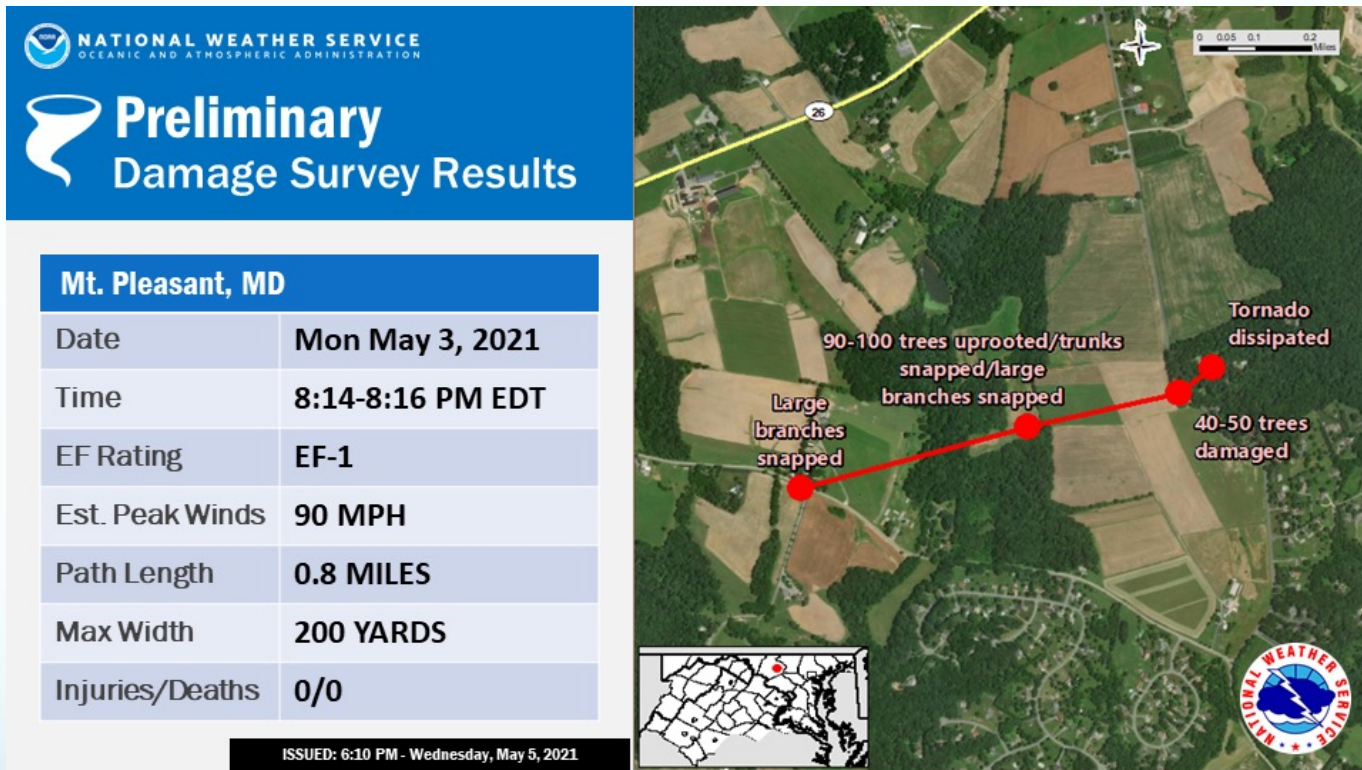 NOAA
NATIONAL WEATHER SERVICE
OCEANIC AND ATMOSPHERIC ADMINISTRATION
Preliminary
Damage Survey Results
Mt. Pleasant, MD
Date Mon May 3, 2021
Time 8:14-8:16 PM EDT
EF Rating EF-1
Est. Peak Winds 90 MPH
Path Length 0.8 MILES
Max Width 200 YARDS
Injuries/Deaths 0/0
ISSUED: 6:10 PM - Wednesday, May 5, 2021
0 0.05 0.1 0.2
Miles
26
Tornado
dissipated
90-100 trees uprooted/trunks
snapped/large
branches snapped
Large
branches
snapped
40-50 trees
damaged
NATIONAL WEATHER SERVICE